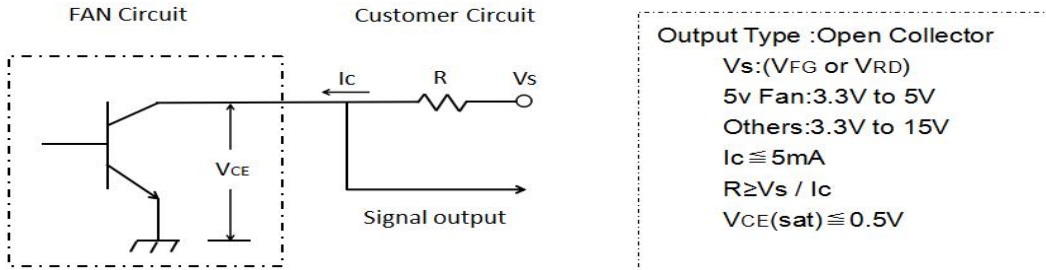 FAN Circuit
Customer Circuit
Ic
R
Vs
VCE
Signal output
Output Type :Open Collector
Vs:(VFG or VRD)
5v Fan:3.3V to 5V
Others:3.3V to 15V
Ic≦5mA
R≥Vs / Ic
VCE(sat)≦0.5V